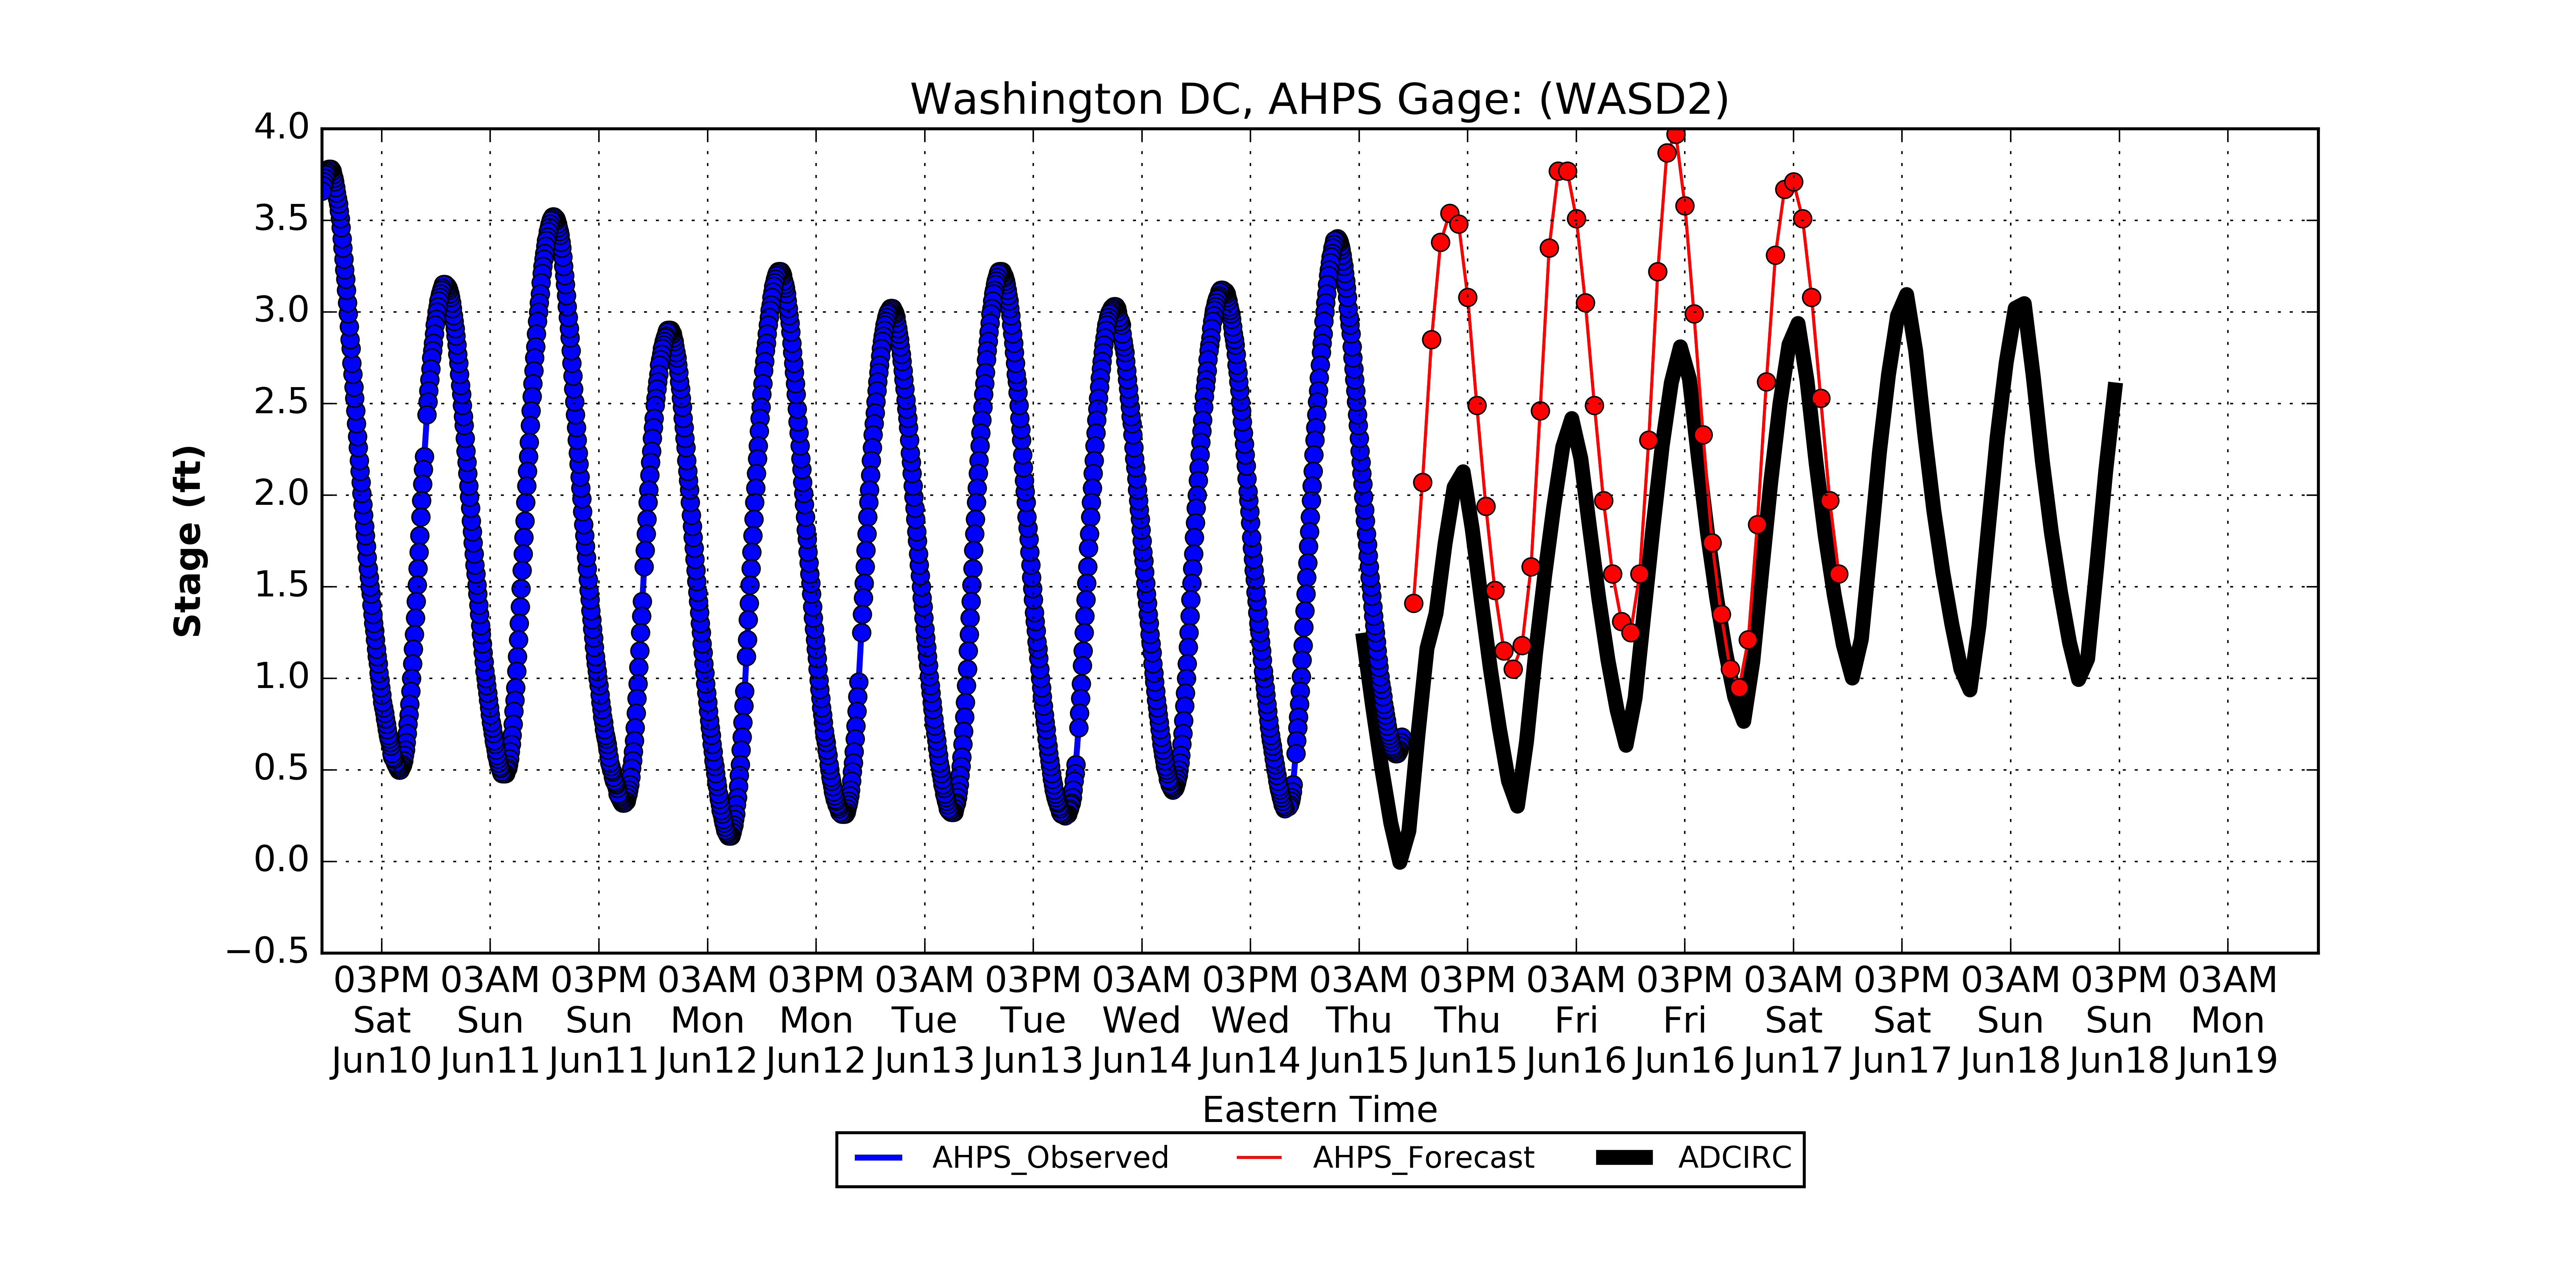 Washington DC, AHPS Gage: (WASD2)
4.0
3.5
3.0
2.5
2.0
1.5
1.0
0.5
0.0
−0.5
Stage (ft)
03PM 03AM 03PM 03AM 03PM 03AM 03PM 03AM 03PM 03AM 03PM 03AM 03PM 03AM 03PM 03AM 03PM 03AM
Sat Sun Sun Mon Mon Tue Tue Wed Wed Thu Thu Fri Fri Sat Sat Sun Sun Mon
Jun10 Jun11 Jun11 Jun12 Jun12 Jun13 Jun13 Jun14 Jun14 Jun15 Jun15 Jun16 Jun16 Jun17 Jun17 Jun18 Jun18 Jun19
Eastern Time
AHPS_Observed AHPS_Forecast ADCIRC